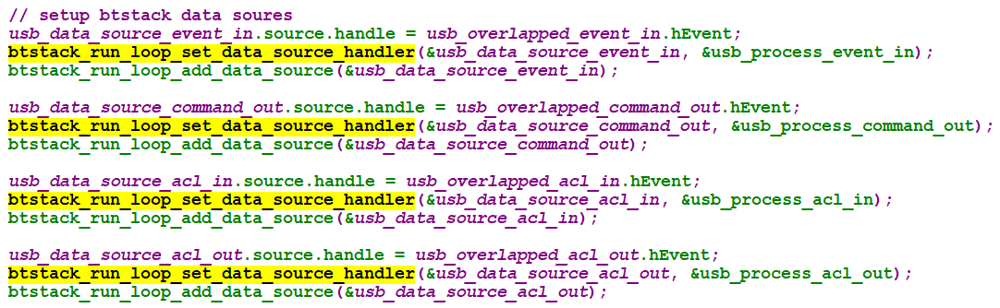 // setup btstack data soures
usb_data_source_event_in.source.handle = usb_overlapped_event_in.hEvent;
btstack_run_loop_set_data_source_handler(&usb_data_source_event_in, &usb_process_event_in);
btstack_run_loop_add_data_source(&usb_data_source_event_in);
usb_data_source_command_out.source.handle = usb_overlapped_command_out.hEvent;
btstack_run_loop_set_data_source_handler(&usb_data_source_command_out, &usb_process_command_out);
btstack_run_loop_add_data_source(&usb_data_source_command_out);
usb_data_source_acl_in.source.handle = usb_overlapped_acl_in.hEvent;
btstack_run_loop_set_data_source_handler(&usb_data_source_acl_in, &usb_process_acl_in);
btstack_run_loop_add_data_source(&usb_data_source_acl_in);
usb_data_source_acl_out.source.handle = usb_overlapped_acl_out.hEvent;
btstack_run_loop_set_data_source_handler(&usb_data_source_acl_out, &usb_process_acl_out);
btstack_run_loop_add_data_source(&usb_data_source_acl_out);